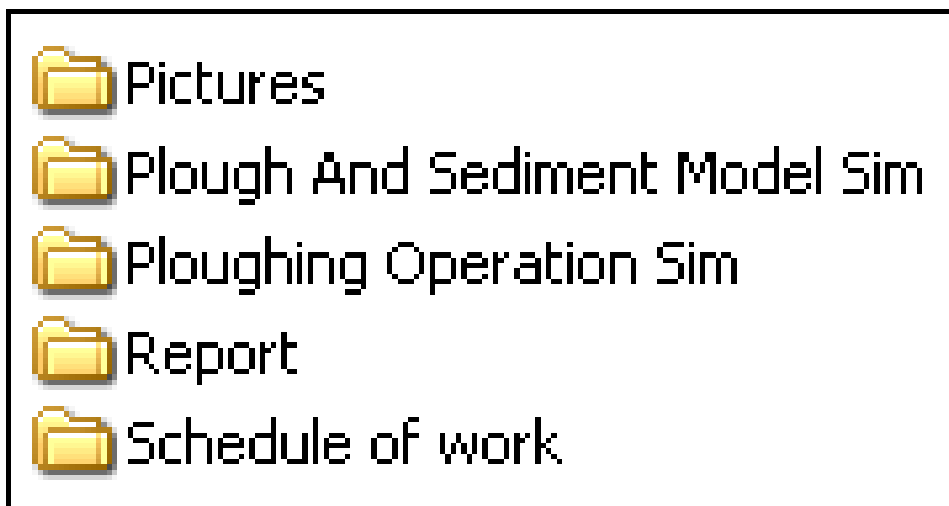 Pictures
Plough And Sediment Model Sim
Ploughing Operation Sim
Report
Schedule of work